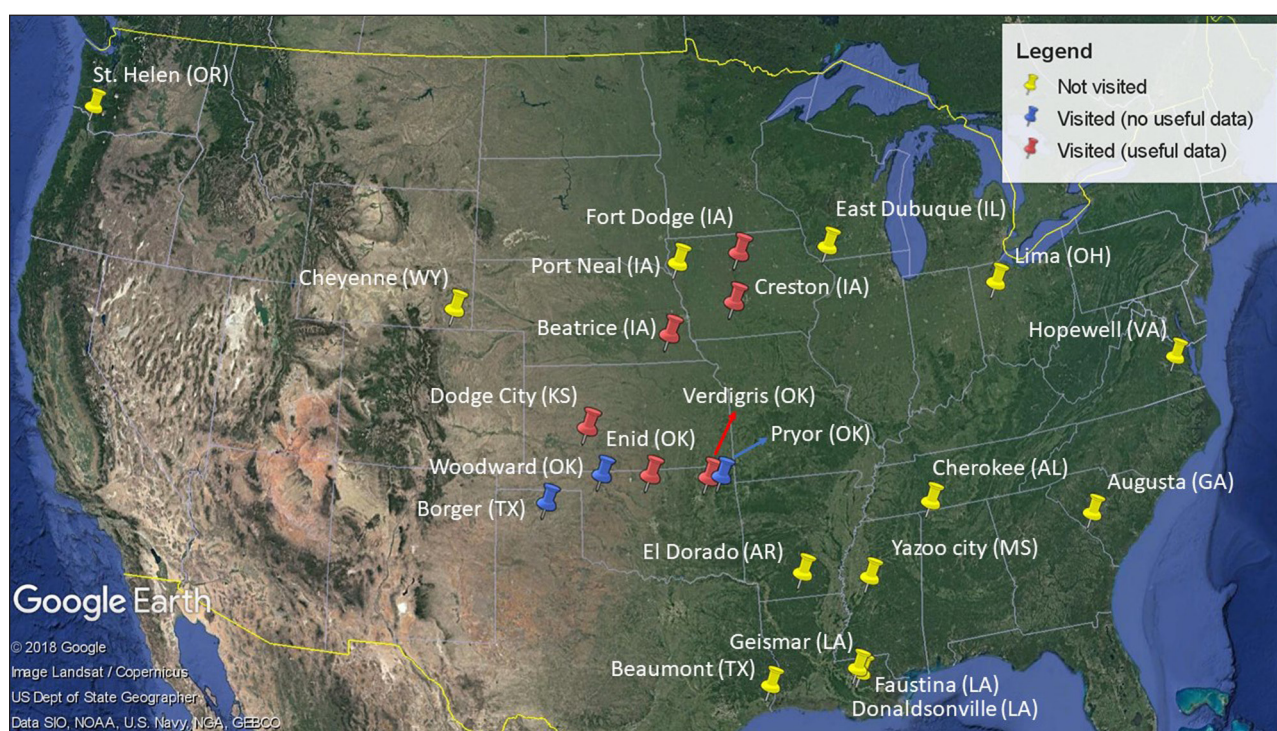 Legend
Not visited
Visited (no useful data)
Visited (useful data)
St. Helen (OR)
Fort Dodge (IA)
East Dubuque (IL)
Port Neal (IA)
Lima (OH)
Cheyenne (WY)
Creston (IA)
Beatrice (IA)
Hopewell (VA)
Dodge City (KS)
Verdigris (OK)
Enid (OK)
Pryor (OK)
Woodward (OK)
Cherokee (AL)
Augusta (GA)
Borger (TX)
El Dorado (AR)
Yazoo city (MS)
Geismar (LA)
Beaumont (TX)
Faustina (LA)
Donaldsonville (LA)
Google Earth
© 2018 Google
Image Landsat / Copernicus
US Dept of State Geographer
Data SIO, NOAA, U.S. Navy, NGA, GEBCO